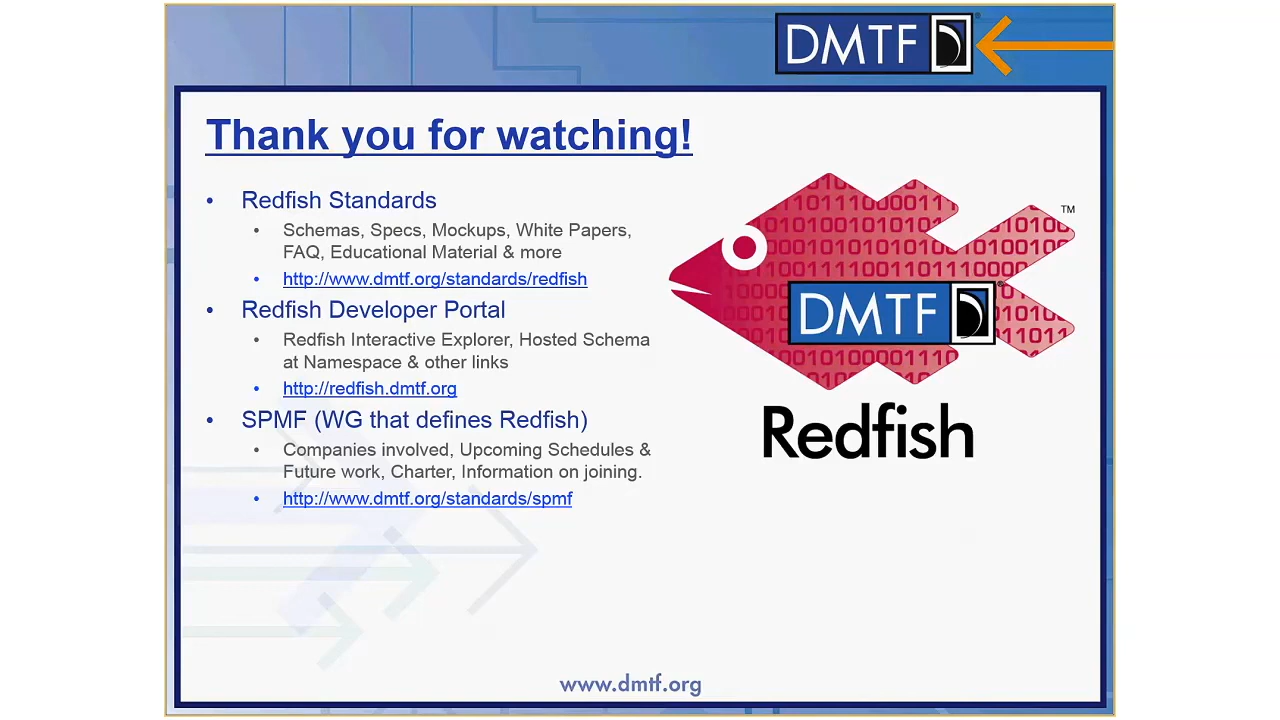 DMTF
Thank you for watching!
• Redfish Standards
• Schemas, Specs, Mockups, White Papers,
FAQ, Educational Material & more
• http://www.dmtf.org/standards/redfish
• Redfish Developer Portal
• Redfish Interactive Explorer, Hosted Schema
at Namespace & other links
• http://redfish.dmtf.org
• SPMF (WG that defines Redfish)
• Companies involved, Upcoming Schedules &
Future work, Charter, Information on joining.
• http://www.dmtf.org/standards/spmf
TM
DMTF
Redfish
www.dmtf.org